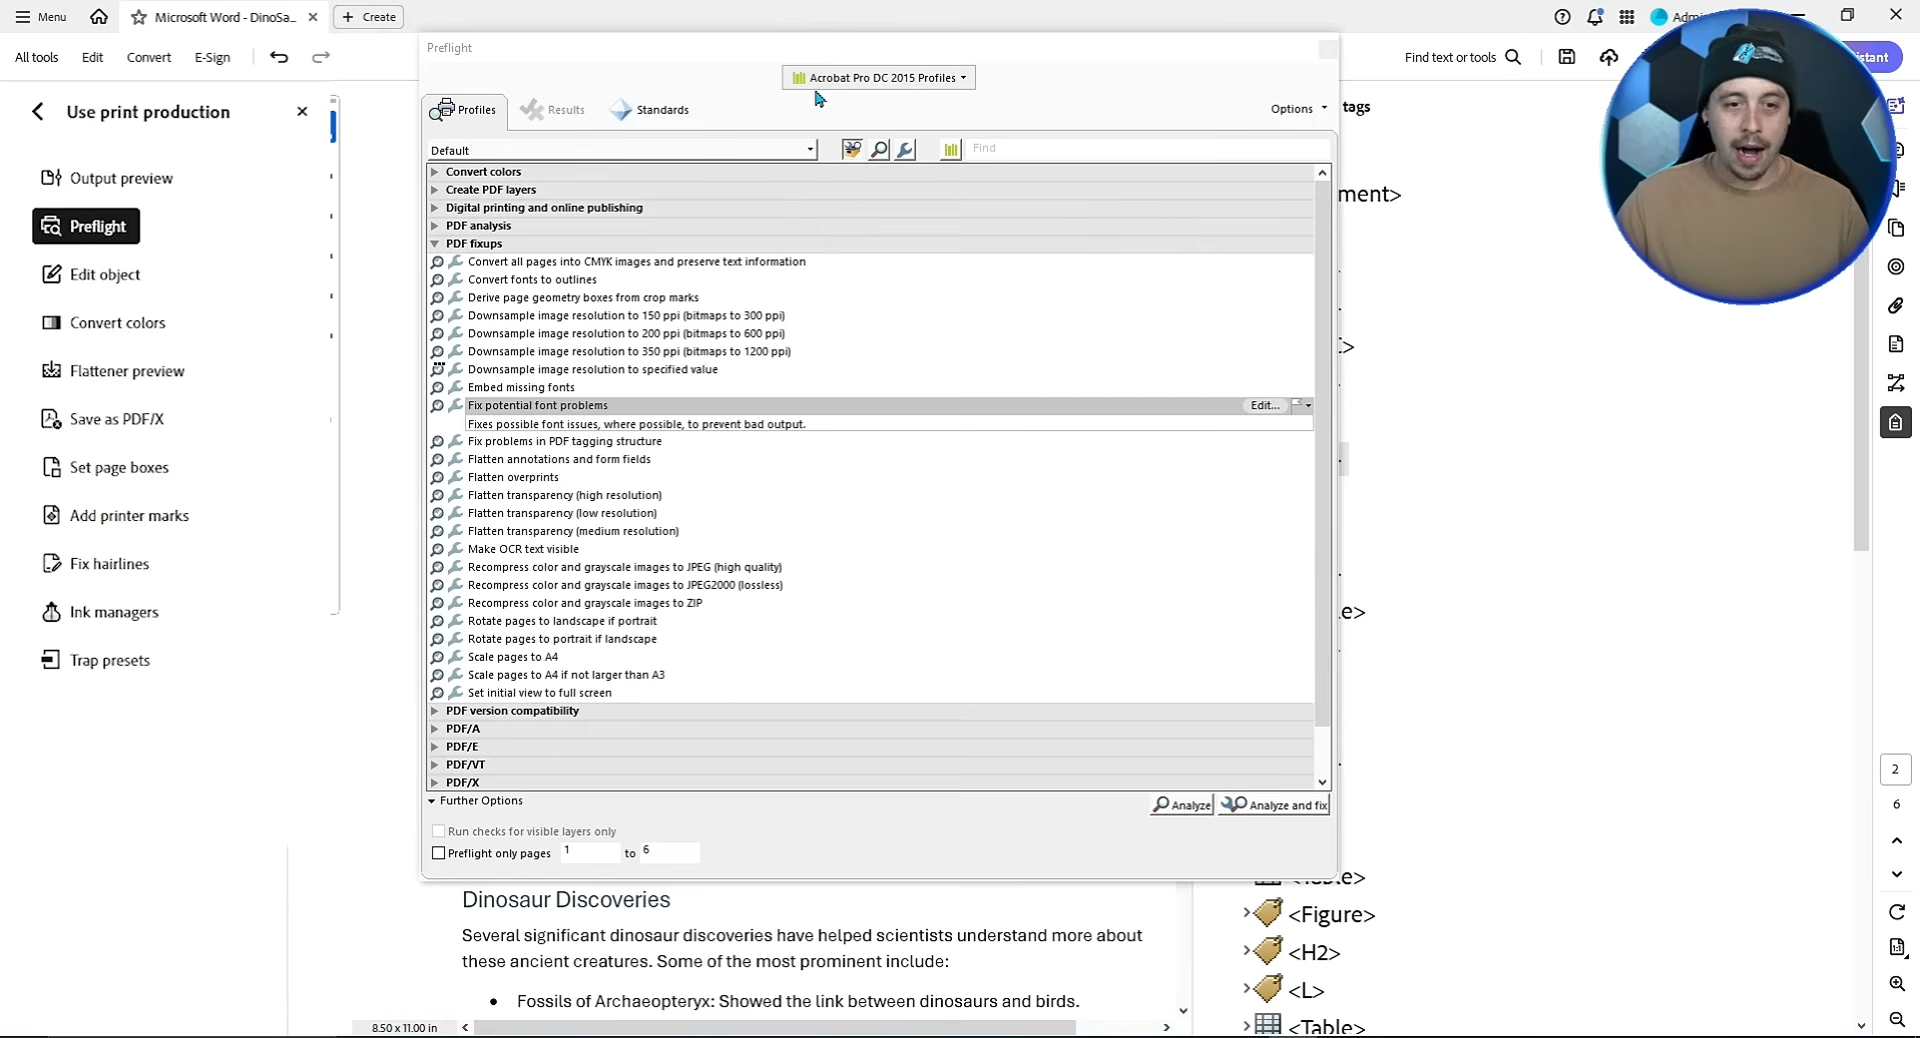 Menu
Microsoft Word - DinoSa...
Create
All tools
Edit
Convert
E-Sign
Find text or tools
Use print production
Output preview
Preflight
Edit object
Convert colors
Flattener preview
Save as PDF/X
Set page boxes
Add printer marks
Fix hairlines
Ink managers
Trap presets
Preflight
Acrobat Pro DC 2015 Profiles
Profiles
Results
Standards
Options
Default
Find
Convert colors
Create PDF layers
Digital printing and online publishing
PDF analysis
PDF fixups
Convert all pages into CMYK images and preserve text information
Convert fonts to outlines
Derive page geometry boxes from crop marks
Downsample image resolution to 150 ppi (bitmaps to 300 ppi)
Downsample image resolution to 200 ppi (bitmaps to 600 ppi)
Downsample image resolution to 350 ppi (bitmaps to 1200 ppi)
Downsample image resolution to specified value
Embed missing fonts
Fix potential font problems Edit...
Fixes possible font issues, where possible, to prevent bad output.
Fix problems in PDF tagging structure
Flatten annotations and form fields
Flatten overprints
Flatten transparency (high resolution)
Flatten transparency (low resolution)
Flatten transparency (medium resolution)
Make OCR text visible
Recompress color and grayscale images to JPEG (high quality)
Recompress color and grayscale images to JPEG2000 (lossless)
Recompress color and grayscale images to ZIP
Rotate pages to landscape if portrait
Rotate pages to portrait if landscape
Scale pages to A4
Scale pages to A4 if not larger than A3
Set initial view to full screen
PDF version compatibility
PDF/A
PDF/E
PDF/VT
PDF/X
Further Options
Analyze
Analyze and fix
Run checks for visible layers only
Preflight only pages 1 to 6
Dinosaur Discoveries
Several significant dinosaur discoveries have helped scientists understand more about
these ancient creatures. Some of the most prominent include:
• Fossils of Archaeopteryx: Showed the link between dinosaurs and birds.
8.50 x 11.00 in
tags
<Figure>
<H2>
<L>
<Table>
2
6